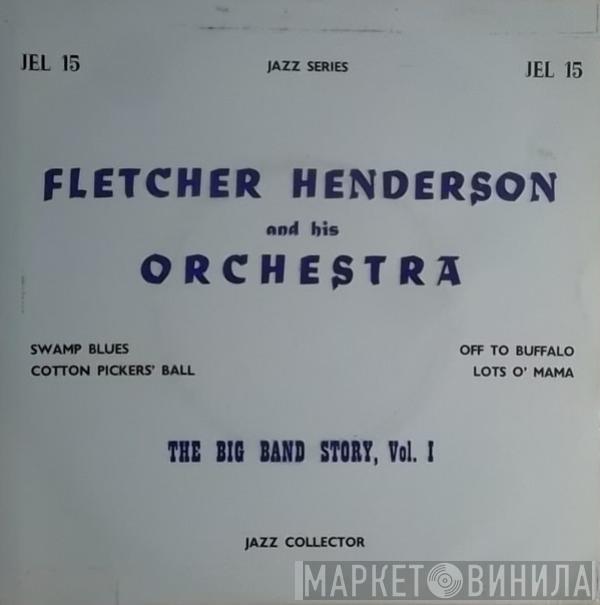 JEL 15
JAZZ SERIES
JEL 15
FLETCHER HENDERSON
and his
ORCHESTRA
SWAMP BLUES
COTTON PICKERS' BALL
OFF TO BUFFALO
LOTS O' MAMA
THE BIG BAND STORY, Vol. I
JAZZ COLLECTOR
МАРКЕТ ВИНИЛА